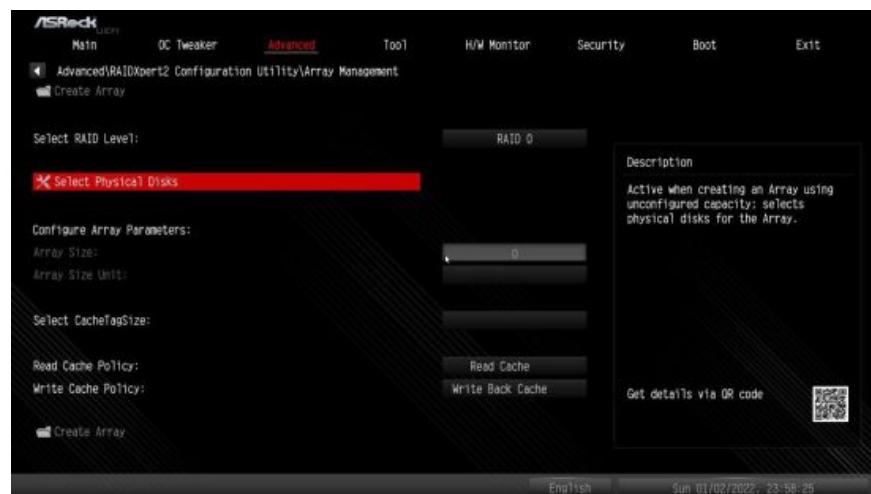 ASRock
UEFI
Main OC Tweaker Advanced Tool H/W Monitor Security Boot Exit
Advanced\RAIDXpert2 Configuration Utility\Array Management
Create Array
Select RAID Level: RAID 0
Select Physical Disks
Configure Array Parameters:
Array Size: 0
Array Size Unit:
Select CacheTagSize:
Read Cache Policy: Read Cache
Write Cache Policy: Write Back Cache
Create Array
Description
Active when creating an Array using
unconfigured capacity; selects
physical disks for the Array.
Get details via QR code
English Sun 01/02/2022, 23:58:25